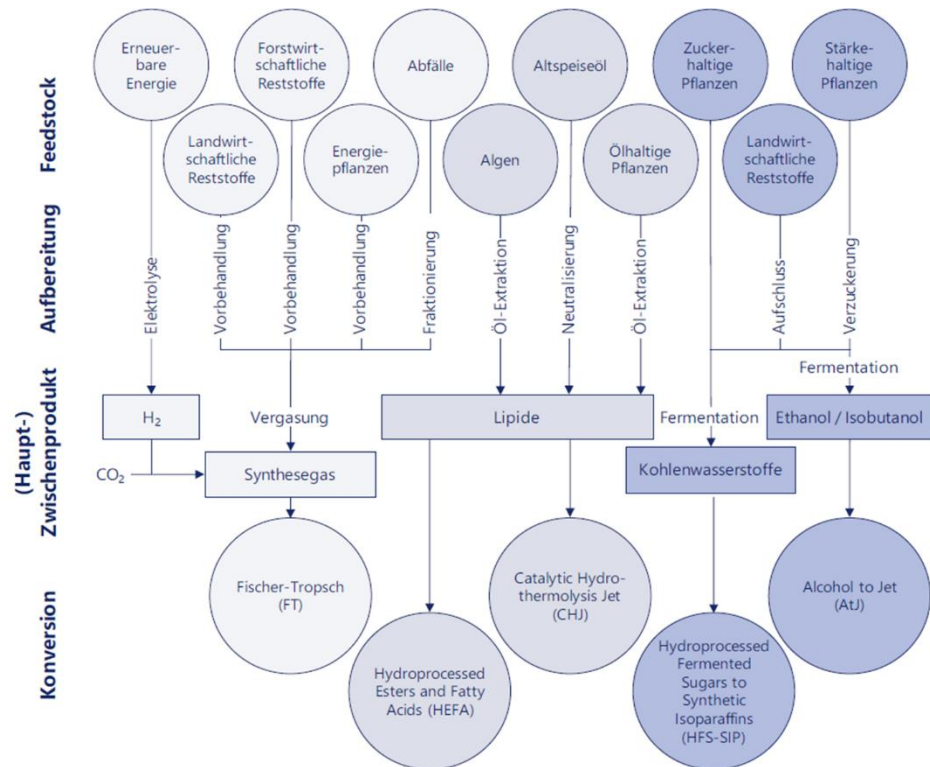 Feedstock
Erneuer-
bare
Energie
Forstwirt-
schaftliche
Reststoffe
Abfälle
Altspeiseöl
Zucker-
haltige
Pflanzen
Stärke-
haltige
Pflanzen
Landwirt-
schaftliche
Reststoffe
Energie-
pflanzen
Algen
Ölhaltige
Pflanzen
Landwirt-
schaftliche
Reststoffe
Aufbereitung
Elektrolyse
Vorbehandlung
Vorbehandlung
Vorbehandlung
Fraktionierung
Öl-Extraktion
Neutralisierung
Öl-Extraktion
Aufschluss
Verzuckerung
(Haupt-)
Zwischenprodukt
Fermentation
H₂
Vergasung
Lipide
Fermentation
Ethanol / Isobutanol
CO₂
Synthesegas
Kohlenwasserstoffe
Konversion
Fischer-Tropsch
(FT)
Catalytic Hydro-
thermolysis Jet
(CHJ)
Alcohol to Jet
(AtJ)
Hydroprocessed
Esters and Fatty
Acids (HEFA)
Hydroprocessed
Fermented
Sugars to
Synthetic
Isoparaffins
(HFS-SIP)